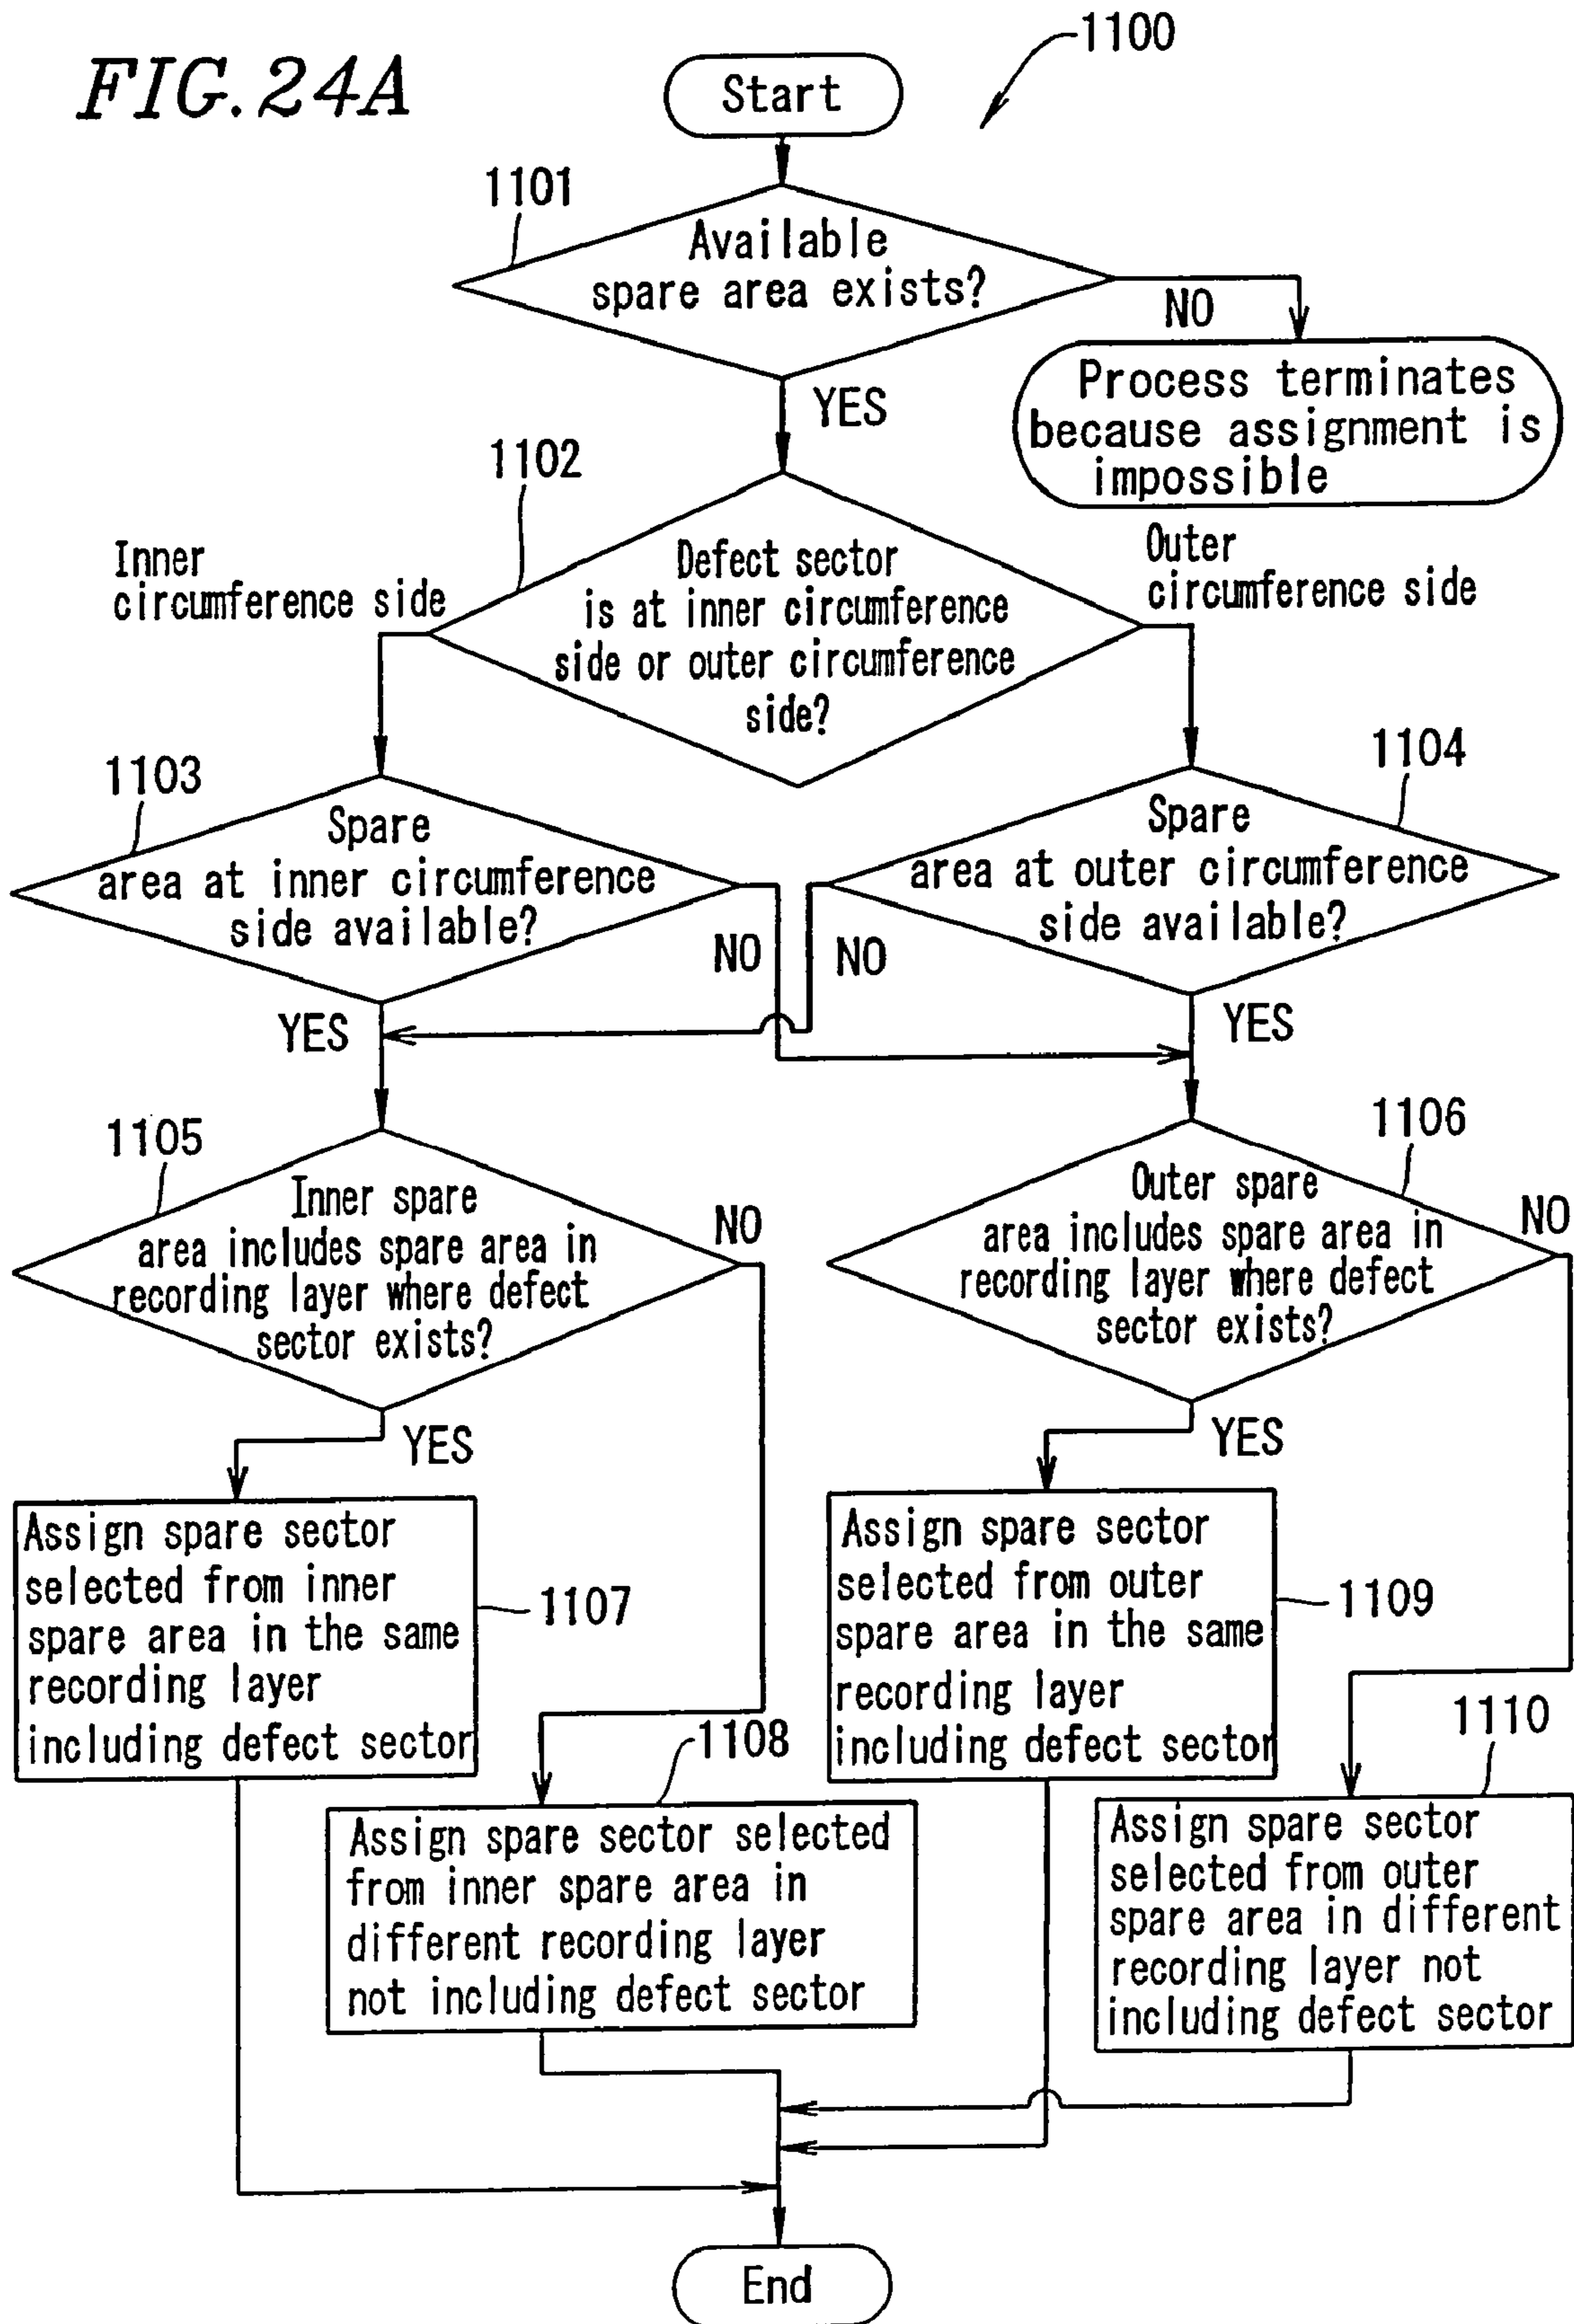 FIG. 24A
1100
Start
1101
Available
spare area exists?
NO
YES
Process terminates
because assignment is
impossible
1102
Inner
circumference side
Defect sector
is at inner circumference
side or outer circumference
side?
Outer
circumference side
1103
Spare
area at inner circumference
side available?
NO
YES
1104
Spare
area at outer circumference
side available?
NO
YES
1105
Inner spare
area includes spare area in
recording layer where defect
sector exists?
NO
YES
1106
Outer spare
area includes spare area in
recording layer where defect
sector exists?
NO
YES
Assign spare sector
selected from inner
spare area in the same
recording layer
including defect sector
1107
Assign spare sector
selected from outer
spare area in the same
recording layer
including defect sector
1109
1108
Assign spare sector selected
from inner spare area in
different recording layer
not including defect sector
1110
Assign spare sector
selected from outer
spare area in different
recording layer not
including defect sector
End